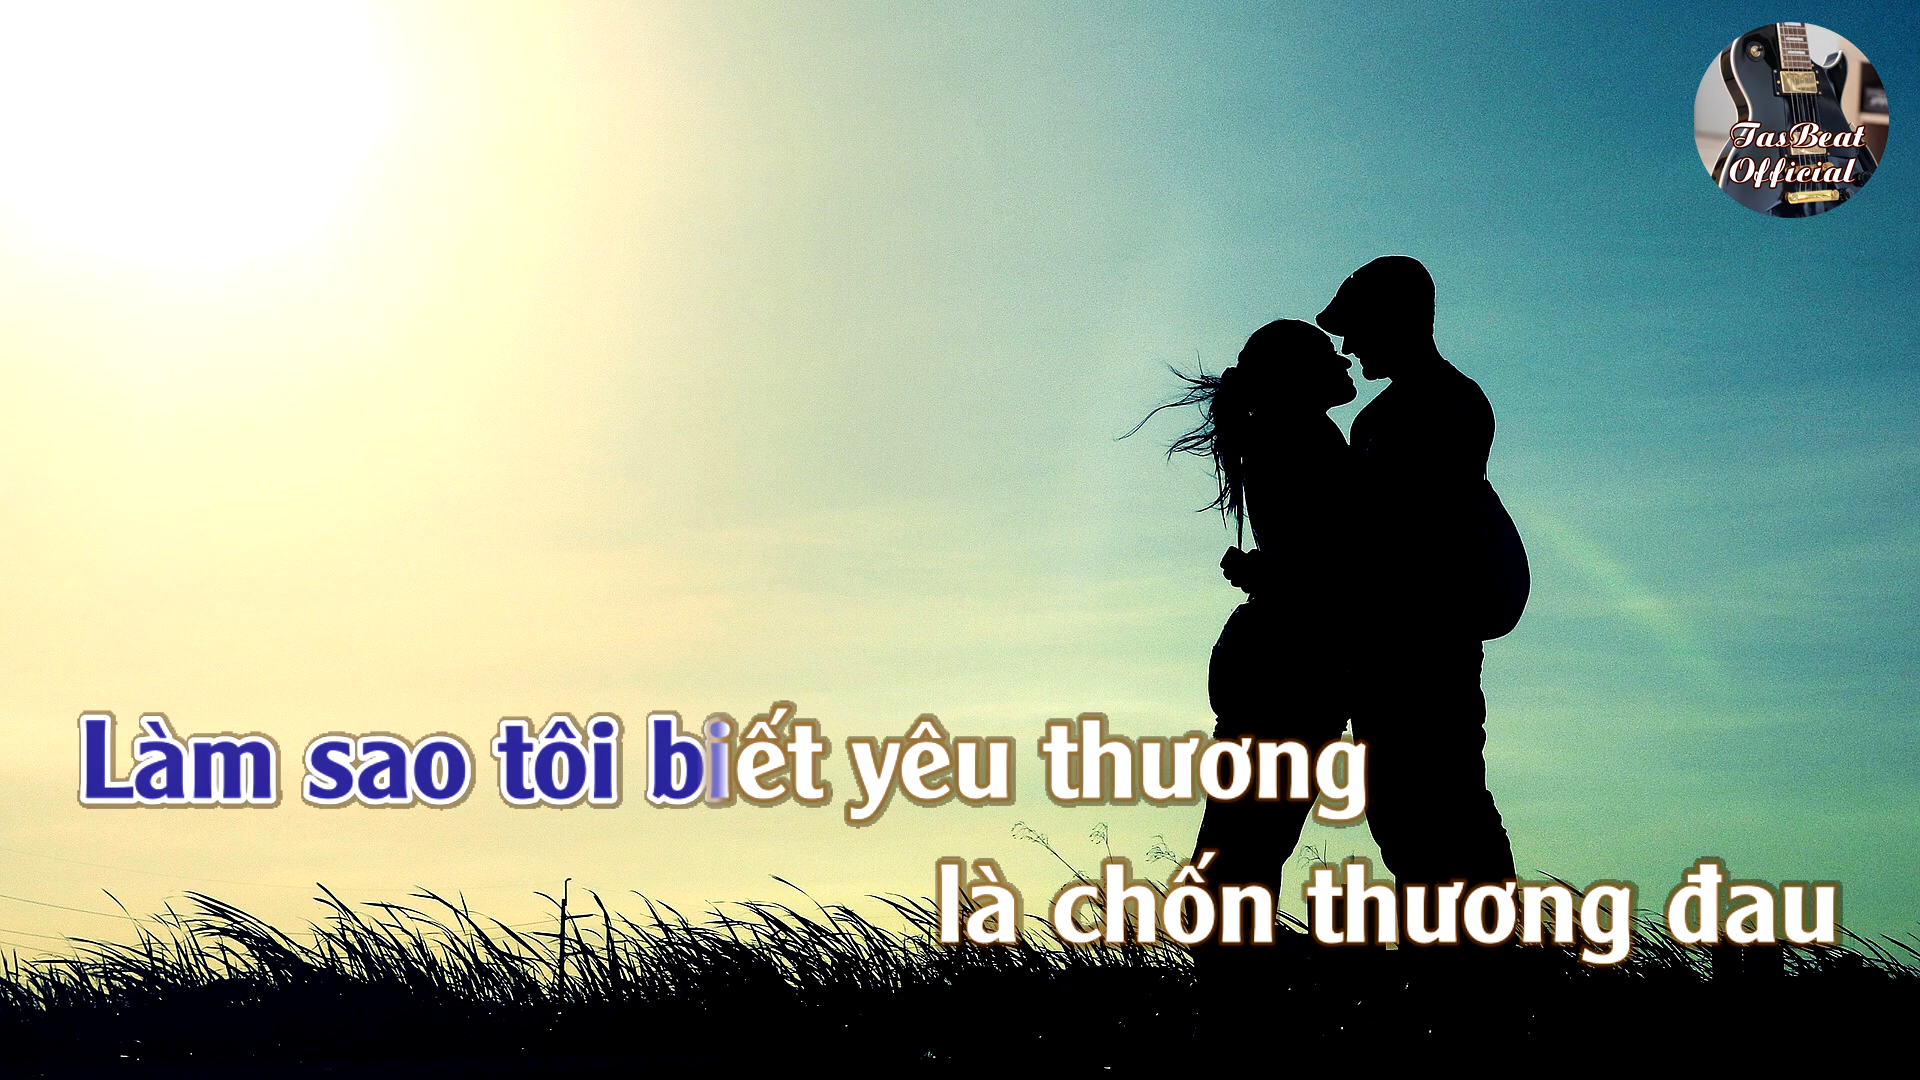 TasBeat
Official
Làm sao tôi biết yêu thương
là chốn thương đau